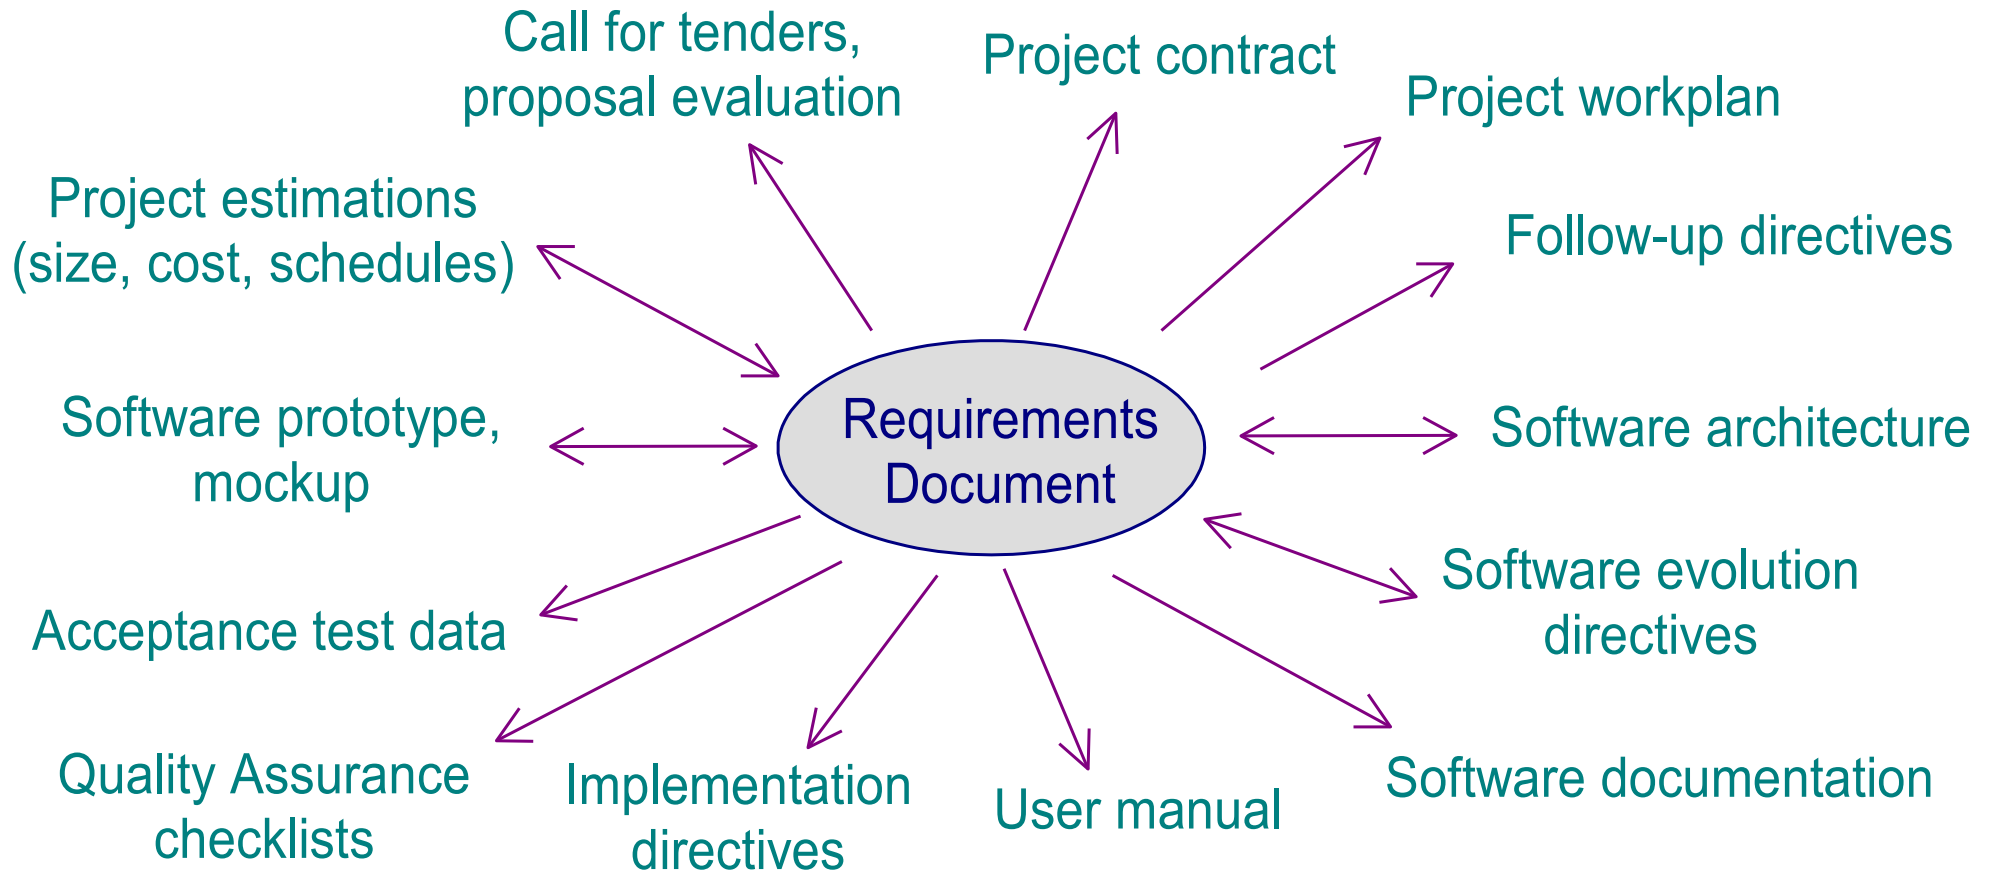 Call for tenders,
proposal evaluation
Project contract
Project workplan
Project estimations
(size, cost, schedules)
Follow-up directives
Software prototype,
mockup
Requirements
Document
Software architecture
Acceptance test data
Software evolution
directives
Quality Assurance
checklists
Implementation
directives
User manual
Software documentation